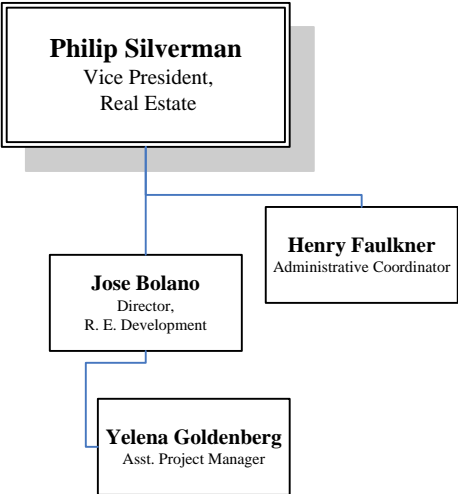 Philip Silverman
Vice President,
Real Estate
Henry Faulkner
Administrative Coordinator
Jose Bolano
Director,
R. E. Development
Yelena Goldenberg
Asst. Project Manager